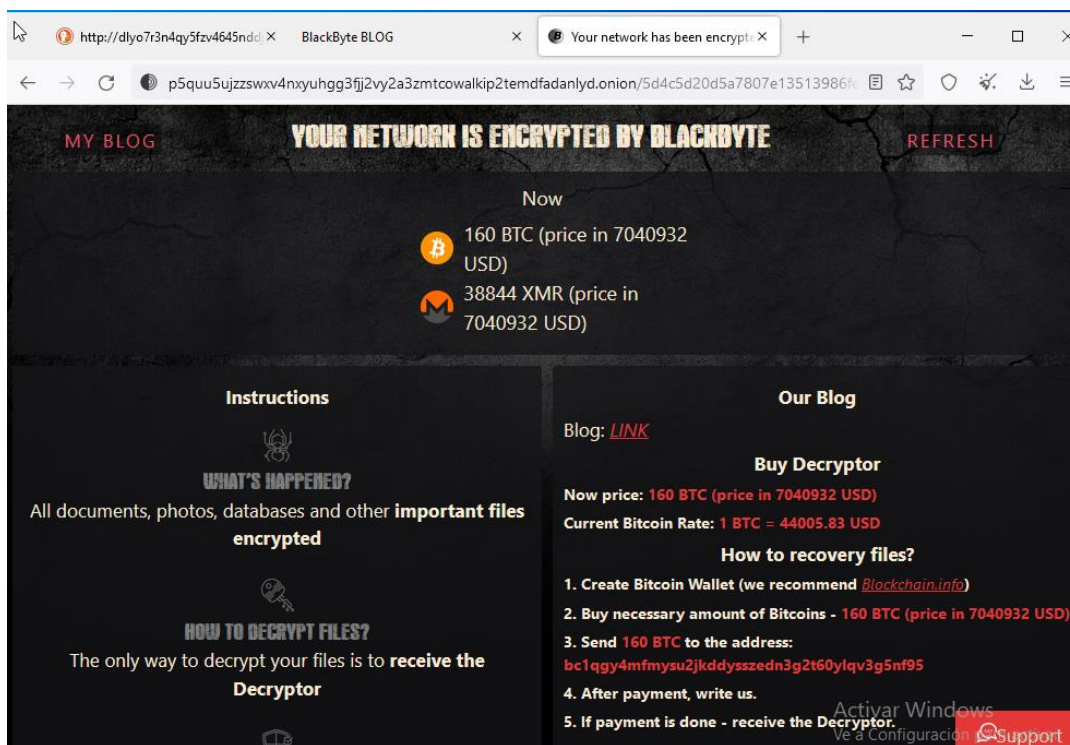 http://dlyo7r3n4qy5fzv4645nddj
BlackByte BLOG
Your network has been encrypte
p5quu5ujzzswxv4nxyuhgg3fjj2vy2a3zmtcowalkip2temdfadanlyd.onion/5d4c5d20d5a7807e13513986fe
MY BLOG
YOUR NETWORK IS ENCRYPTED BY BLACKBYTE
REFRESH
Now
160 BTC (price in 7040932
USD)
38844 XMR (price in
7040932 USD)
Instructions
WHAT'S HAPPENED?
All documents, photos, databases and other important files
encrypted
HOW TO DECRYPT FILES?
The only way to decrypt your files is to receive the
Decryptor
Our Blog
Blog: LINK
Buy Decryptor
Now price: 160 BTC (price in 7040932 USD)
Current Bitcoin Rate: 1 BTC = 44005.83 USD
How to recovery files?
1. Create Bitcoin Wallet (we recommend Blockchain.info)
2. Buy necessary amount of Bitcoins - 160 BTC (price in 7040932 USD)
3. Send 160 BTC to the address:
bc1qgy4mfmysu2jkddysszedn3g2t60ylqv3g5nf95
4. After payment, write us.
5. If payment is done - receive the Decryptor.
Activar Windows
Ve a Configuración
Support